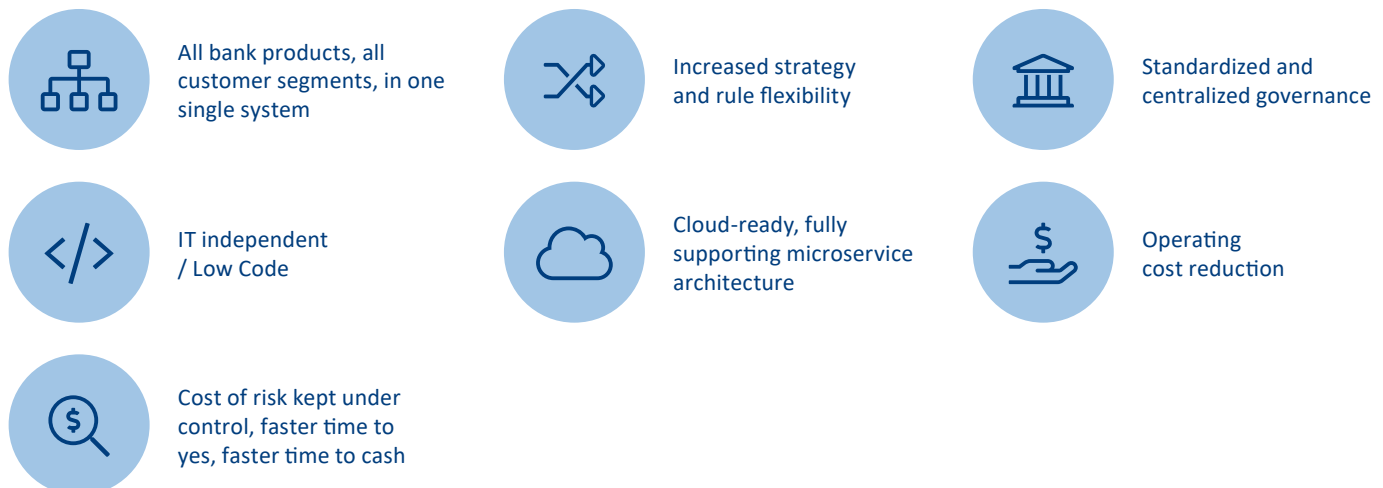 All bank products, all
customer segments, in one
single system
Increased strategy
and rule flexibility
Standardized and
centralized governance
IT independent
/ Low Code
Cloud-ready, fully
supporting microservice
architecture
$
Operating
cost reduction
$
Cost of risk kept under
control, faster time to
yes, faster time to cash